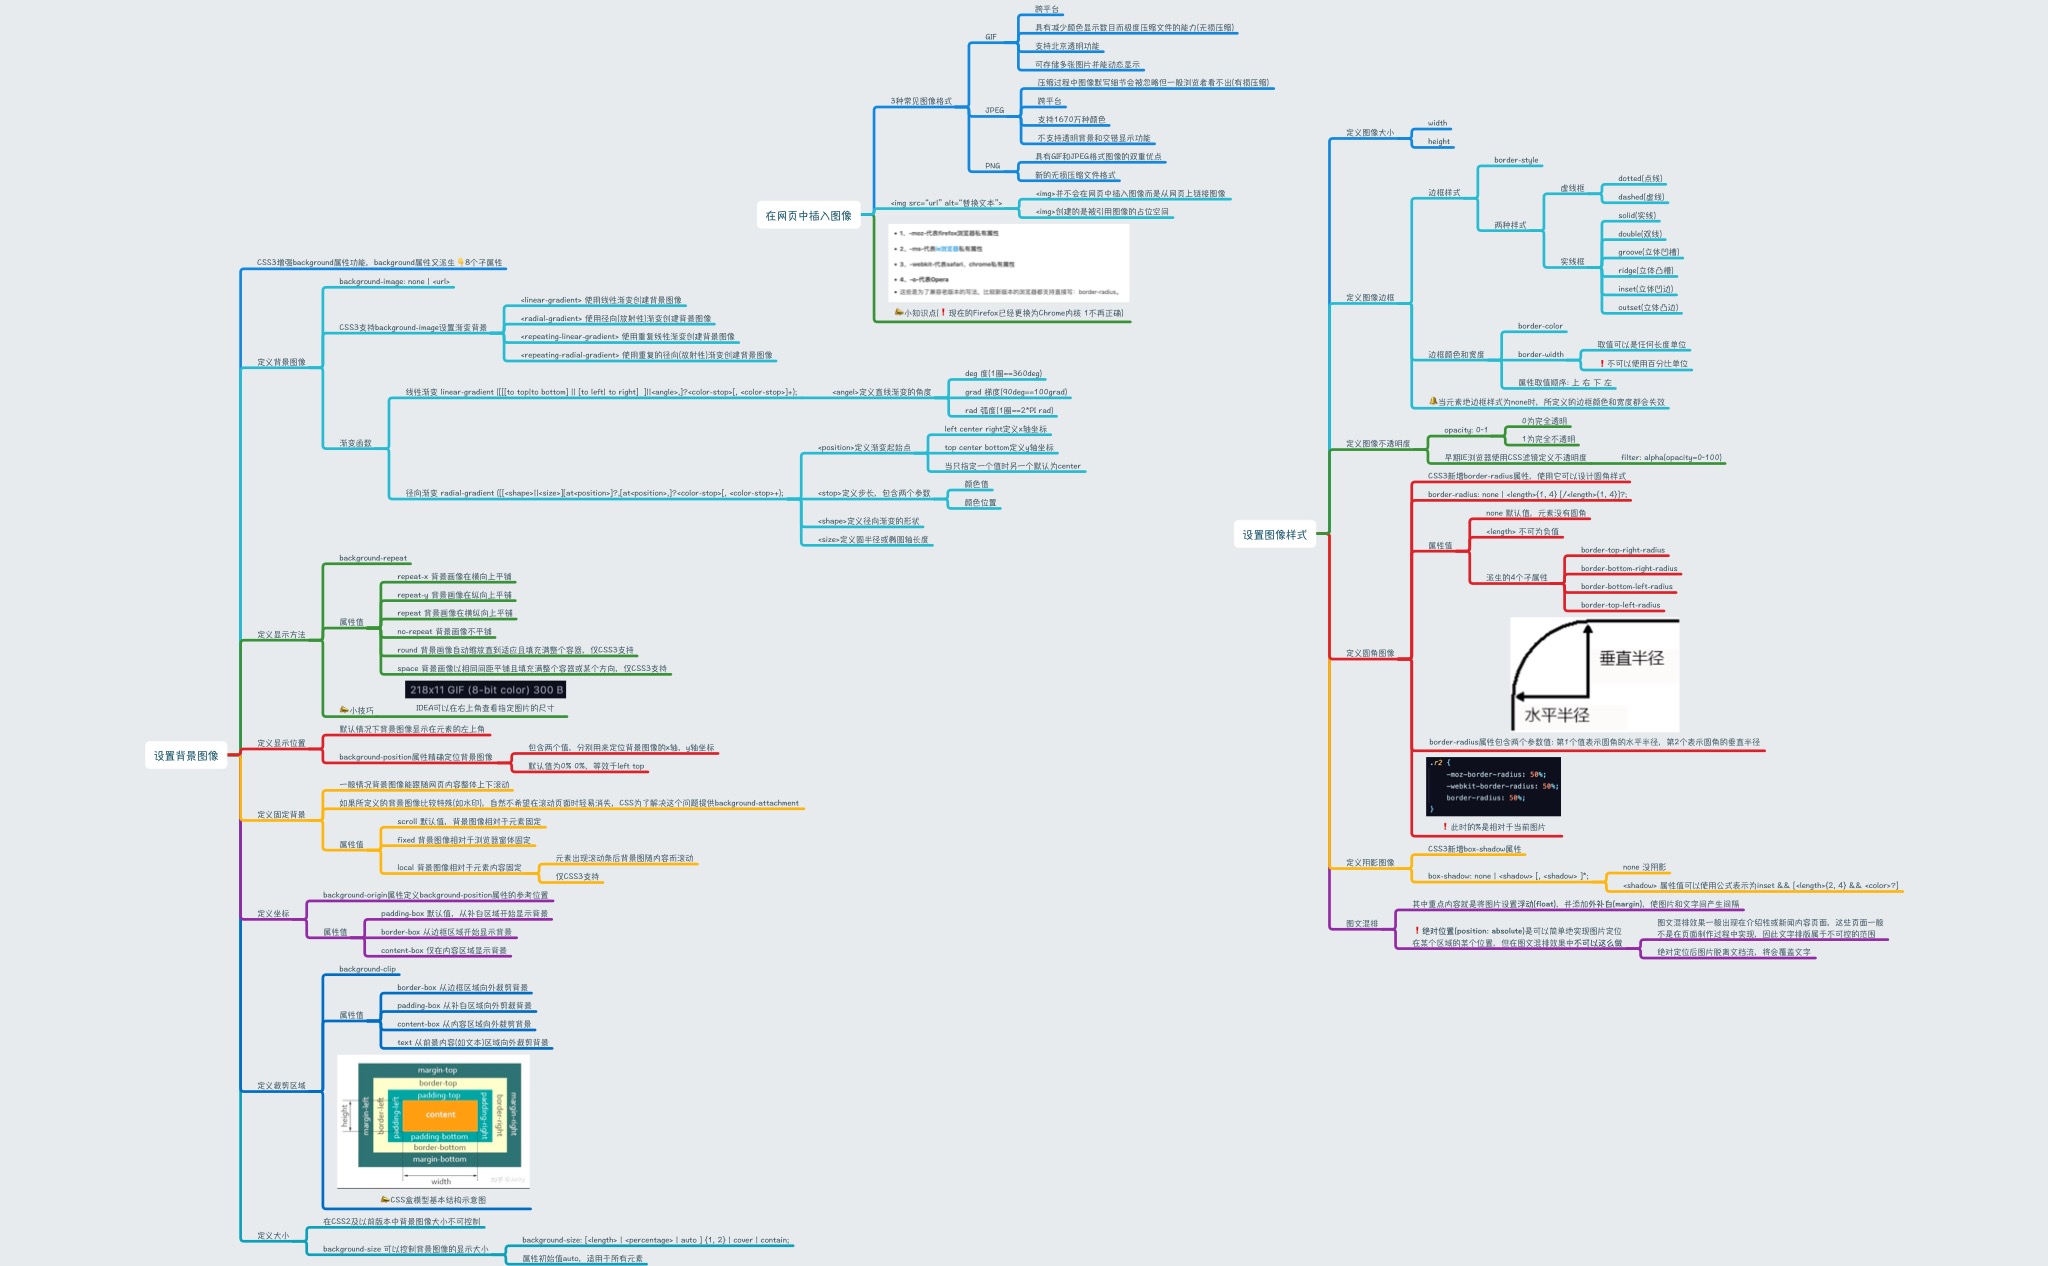 在网页中插入图像
3种常见图像格式
GIF
跨平台
具有减少颜色显示数目而极度压缩文件的能力(无损压缩)
支持北京透明功能
可存储多张图片并能动态显示
JPEG
压缩过程中图像默写细节会被忽略但一般浏览者看不出(有损压缩)
跨平台
支持1670万种颜色
不支持透明背景和交错显示功能
PNG
具有GIF和JPEG格式图像的双重优点
新的无损压缩文件格式
<img src="url" alt="替换文本">
<img>并不会在网页中插入图像而是从网页上链接图像
<img>创建的是被引用图像的占位空间
1、-moz-代表firefox浏览器私有属性
2、-ms-代表ie浏览器私有属性
3、-webkit-代表safari、chrome私有属性
4、-o-代表Opera
这些是为了兼容老版本的写法，比较新版本的浏览器都支持直接写：border-radius。
小知识点(❗现在的Firefox已经更换为Chrome内核 1不再正确)
设置背景图像
CSS3增强background属性功能，background属性又派生👇8个子属性
定义背景图像
background-image: none | <url>
CSS3支持background-image设置渐变背景
<linear-gradient> 使用线性渐变创建背景图像
<radial-gradient> 使用径向(放射性)渐变创建背景图像
<repeating-linear-gradient> 使用重复线性渐变创建背景图像
<repeating-radial-gradient> 使用重复的径向(放射性)渐变创建背景图像
渐变函数
线性渐变 linear-gradient ([[[to top|to bottom] || [to left| to right]  ]|<angle>,]?<color-stop>[, <color-stop>]+);
<angel>定义直线渐变的角度
deg 度(1圈==360deg)
grad 梯度(90deg==100grad)
rad 弧度(1圈==2*PI rad)
径向渐变 radial-gradient ([[<shape>||<size>][at<position>]?,[at<position>,]?<color-stop>[, <color-stop>+);
<position>定义渐变起始点
left center right定义x轴坐标
top center bottom定义y轴坐标
当只指定一个值时另一个默认为center
<stop>定义步长，包含两个参数
颜色值
颜色位置
<shape>定义径向渐变的形状
<size>定义圆半径或椭圆轴长度
定义显示方法
background-repeat
属性值
repeat-x 背景画像在横向上平铺
repeat-y 背景画像在纵向上平铺
repeat 背景画像在横纵向上平铺
no-repeat 背景画像不平铺
round 背景画像自动缩放直到适应且填充满整个容器，仅CSS3支持
space 背景画像以相同间距平铺且填充满整个容器或某个方向，仅CSS3支持
218x11 GIF (8-bit color) 300 B
小技巧
IDEA可以在右上角查看指定图片的尺寸
定义显示位置
默认情况下背景图像显示在元素的左上角
background-position属性精确定位背景图像
包含两个值，分别用来定位背景图像的x轴、y轴坐标
默认值为0% 0%，等效于left top
定义固定背景
一般情况背景图像能跟随网页内容整体上下滚动
如果所定义的背景图像比较特殊(如水印)，自然不希望在滚动页面时轻易消失，CSS为了解决这个问题提供background-attachment
属性值
scroll 默认值，背景图像相对于元素固定
fixed 背景图像相对于浏览器窗体固定
local 背景图像相对于元素内容固定
元素出现滚动条后背景图随内容而滚动
仅CSS3支持
定义坐标
background-origin属性定义background-position属性的参考位置
属性值
padding-box 默认值，从补白区域开始显示背景
border-box 从边框区域开始显示背景
content-box 仅在内容区域显示背景
定义裁剪区域
background-clip
属性值
border-box 从边框区域向外裁剪背景
padding-box 从补白区域向外剪裁背景
content-box 从内容区域向外裁剪背景
text 从前景内容(如文本)区域向外裁剪背景
margin-top
border-top
padding-top
height
margin-left
border-left
padding-left
content
padding-right
border-right
margin-right
padding-bottom
border-bottom
margin-bottom
width
CSS盒模型基本结构示意图
定义大小
在CSS2及以前版本中背景图像大小不可控制
background-size 可以控制背景图像的显示大小
background-size: [<length> | <percentage> | auto ] {1, 2} | cover | contain;
属性初始值auto，适用于所有元素
设置图像样式
定义图像大小
width
height
定义图像边框
边框样式
border-style
两种样式
虚线框
dotted(点线)
dashed(虚线)
实线框
solid(实线)
double(双线)
groove(立体凹槽)
ridge(立体凸槽)
inset(立体凹边)
outset(立体凸边)
边框颜色和宽度
border-color
border-width
取值可以是任何长度单位
❗不可以使用百分比单位
属性取值顺序: 上 右 下 左
当元素地边框样式为none时，所定义的边框颜色和宽度都会失效
定义图像不透明度
opacity: 0~1
0为完全透明
1为完全不透明
早期IE浏览器使用CSS滤镜定义不透明度
filter: alpha(opacity=0~100)
定义圆角图像
CSS3新增border-radius属性，使用它可以设计圆角样式
border-radius: none | <length>{1, 4} [/<length>{1, 4}]?;
属性值
none 默认值，元素没有圆角
<length> 不可为负值
派生的4个子属性
border-top-right-radius
border-bottom-right-radius
border-bottom-left-radius
border-top-left-radius
垂直半径
水平半径
border-radius属性包含两个参数值: 第1个值表示圆角的水平半径，第2个表示圆角的垂直半径
.r2 {
-moz-border-radius: 50%;
-webkit-border-radius: 50%;
border-radius: 50%;
}
❗此时的%是相对于当前图片
定义阴影图像
CSS3新增box-shadow属性
box-shadow: none | <shadow> [, <shadow> ]*;
none 没阴影
<shadow> 属性值可以使用公式表示为inset && [<length>{2, 4} && <color>?]
图文混排
其中重点内容就是将图片设置浮动(float)，并添加外补白(margin)，使图片和文字间产生间隔
❗绝对位置(position: absolute)是可以简单地实现图片定位
在某个区域的某个位置，但在图文混排效果中不可以这么做
图文混排效果一般出现在介绍性或新闻内容页面，这些页面一般
不是在页面制作过程中实现，因此文字排版属于不可控的范围
绝对定位后图片脱离文档流，将会覆盖文字